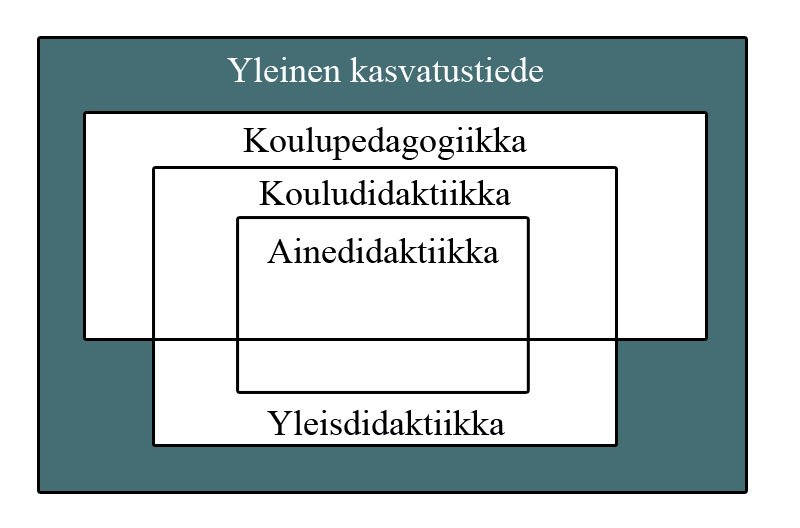 Yleinen kasvatustiede
Koulupedagogiikka
Kouludidaktiikka
Ainedidaktiikka
Yleisdidaktiikka